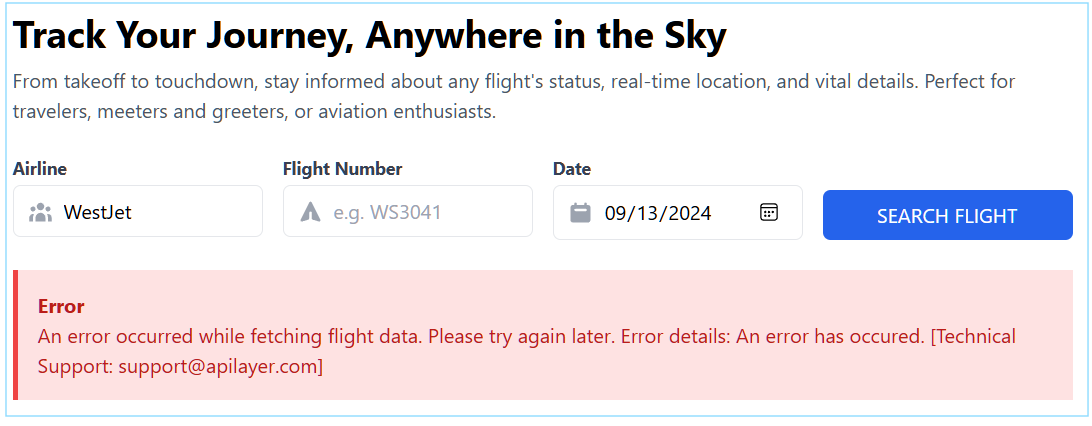 Track Your Journey, Anywhere in the Sky
From takeoff to touchdown, stay informed about any flight's status, real-time location, and vital details. Perfect for
travelers, meeters and greeters, or aviation enthusiasts.
Airline
Flight Number
Date
WestJet
e.g. WS3041
09/13/2024
SEARCH FLIGHT
Error
An error occurred while fetching flight data. Please try again later. Error details: An error has occured. [Technical
Support: support@apilayer.com]